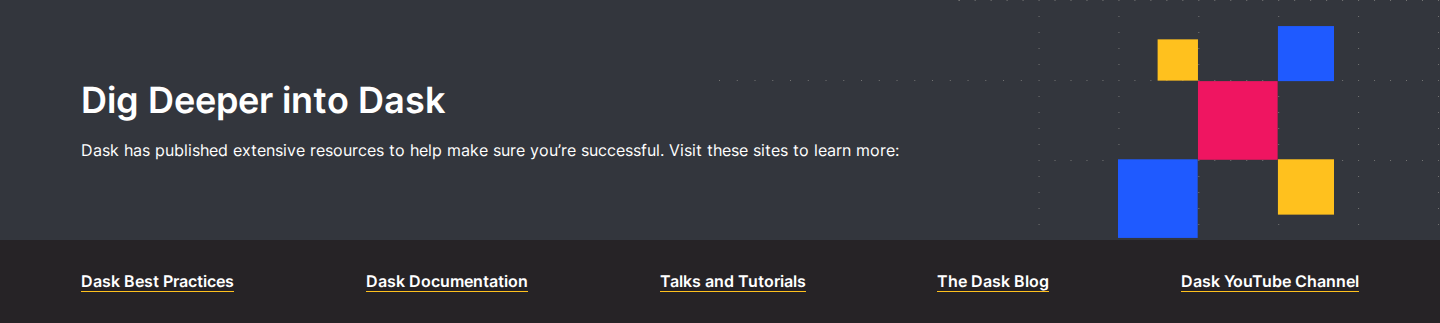 Dig Deeper into Dask
Dask has published extensive resources to help make sure you’re successful. Visit these sites to learn more:
Dask Best Practices
Dask Documentation
Talks and Tutorials
The Dask Blog
Dask YouTube Channel